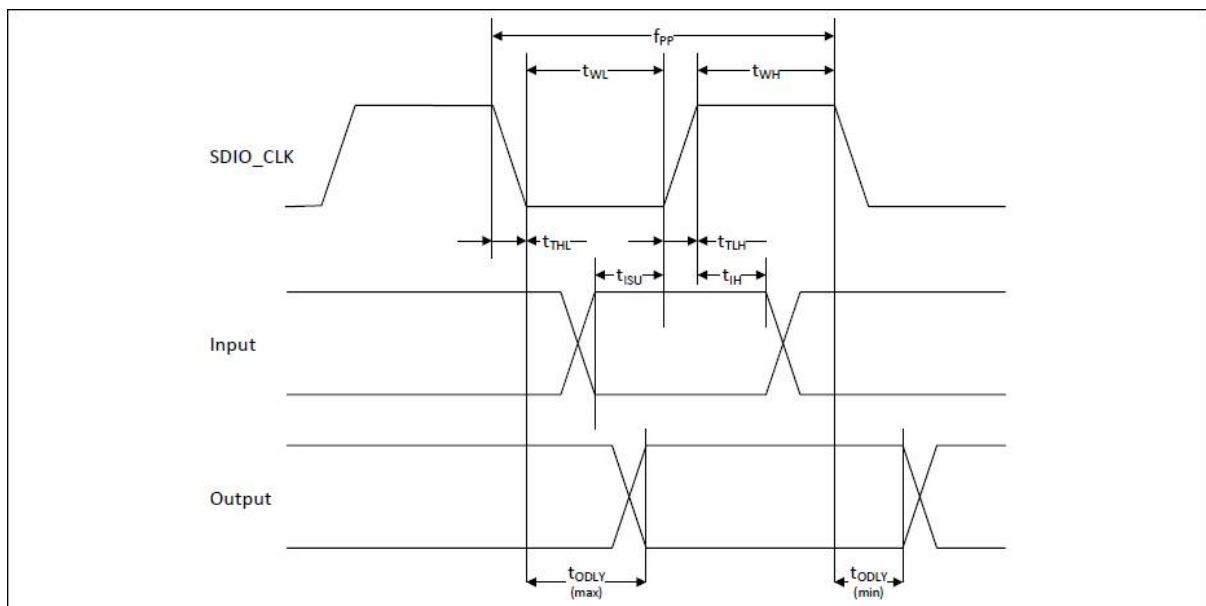 fPP
tWL
tWH
SDIO_CLK
tTHL
tTLH
tISU
tIH
Input
Output
tODLY
(max)
tODLY
(min)